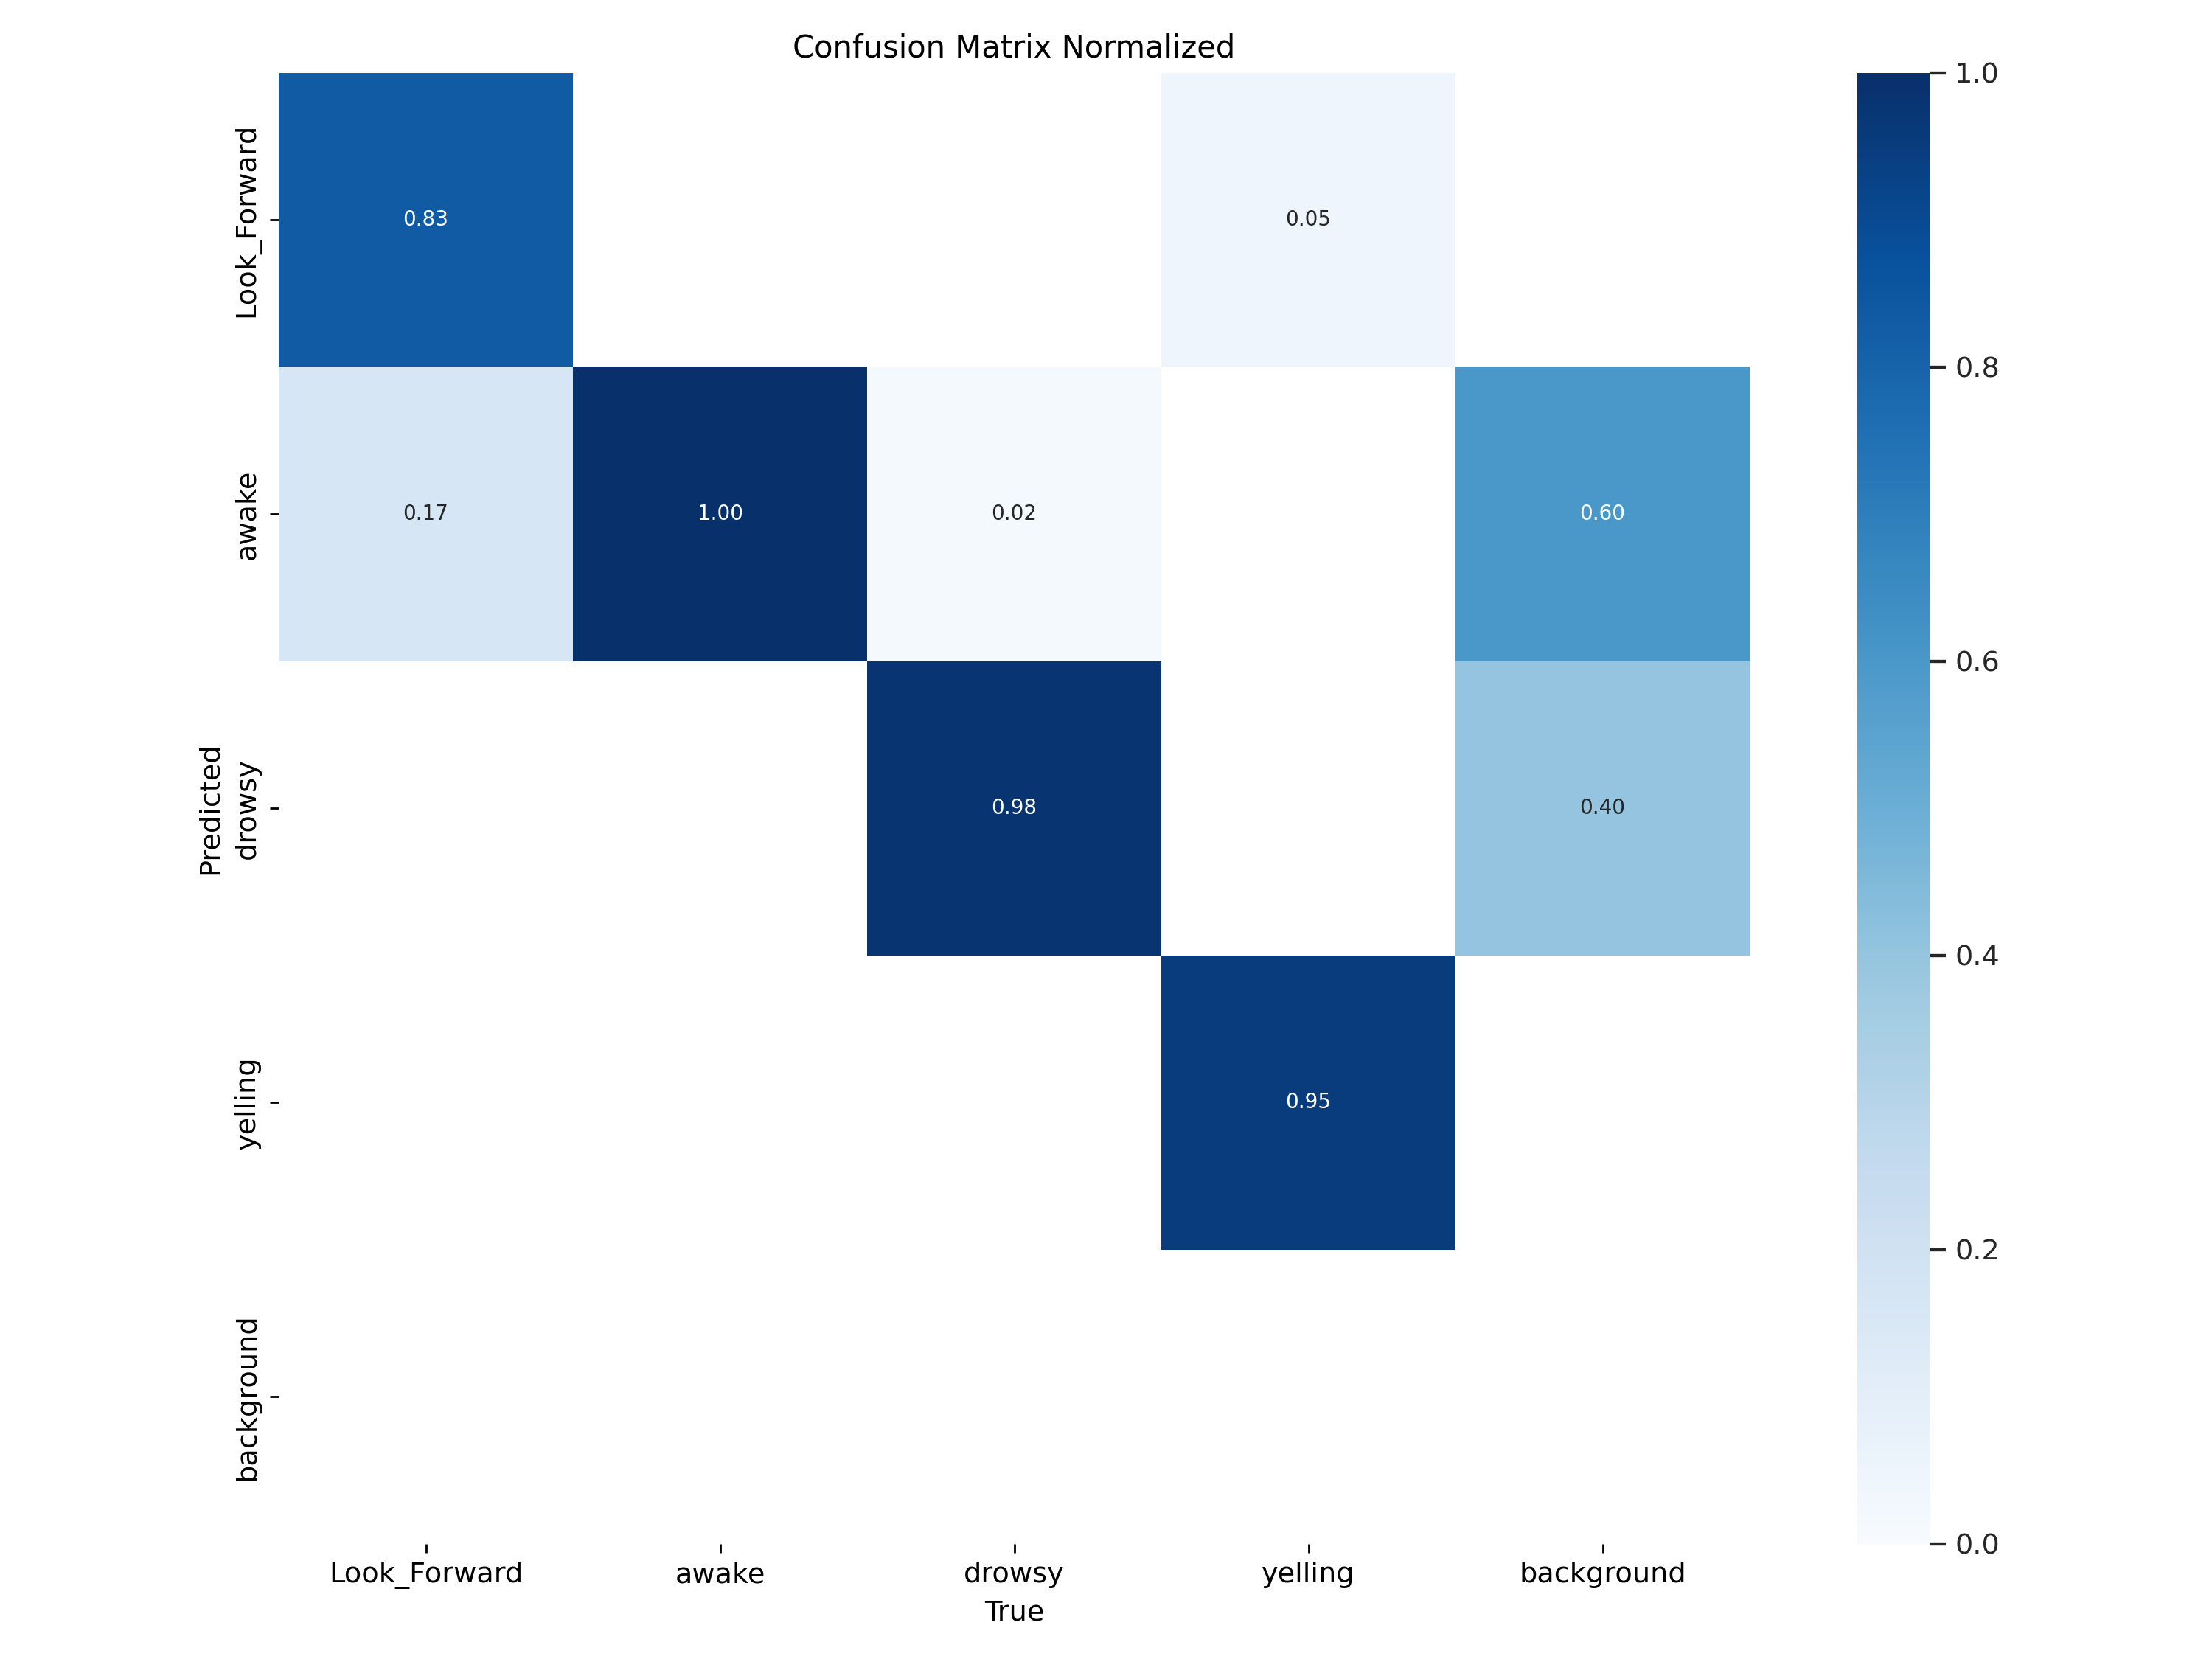 Confusion Matrix Normalized
Look_Forward
0.83
0.05
awake
0.17
1.00
0.02
0.60
Predicted
drowsy
0.98
0.40
yelling
0.95
background
Look_Forward
awake
drowsy
yelling
background
True
1.0
0.8
0.6
0.4
0.2
0.0